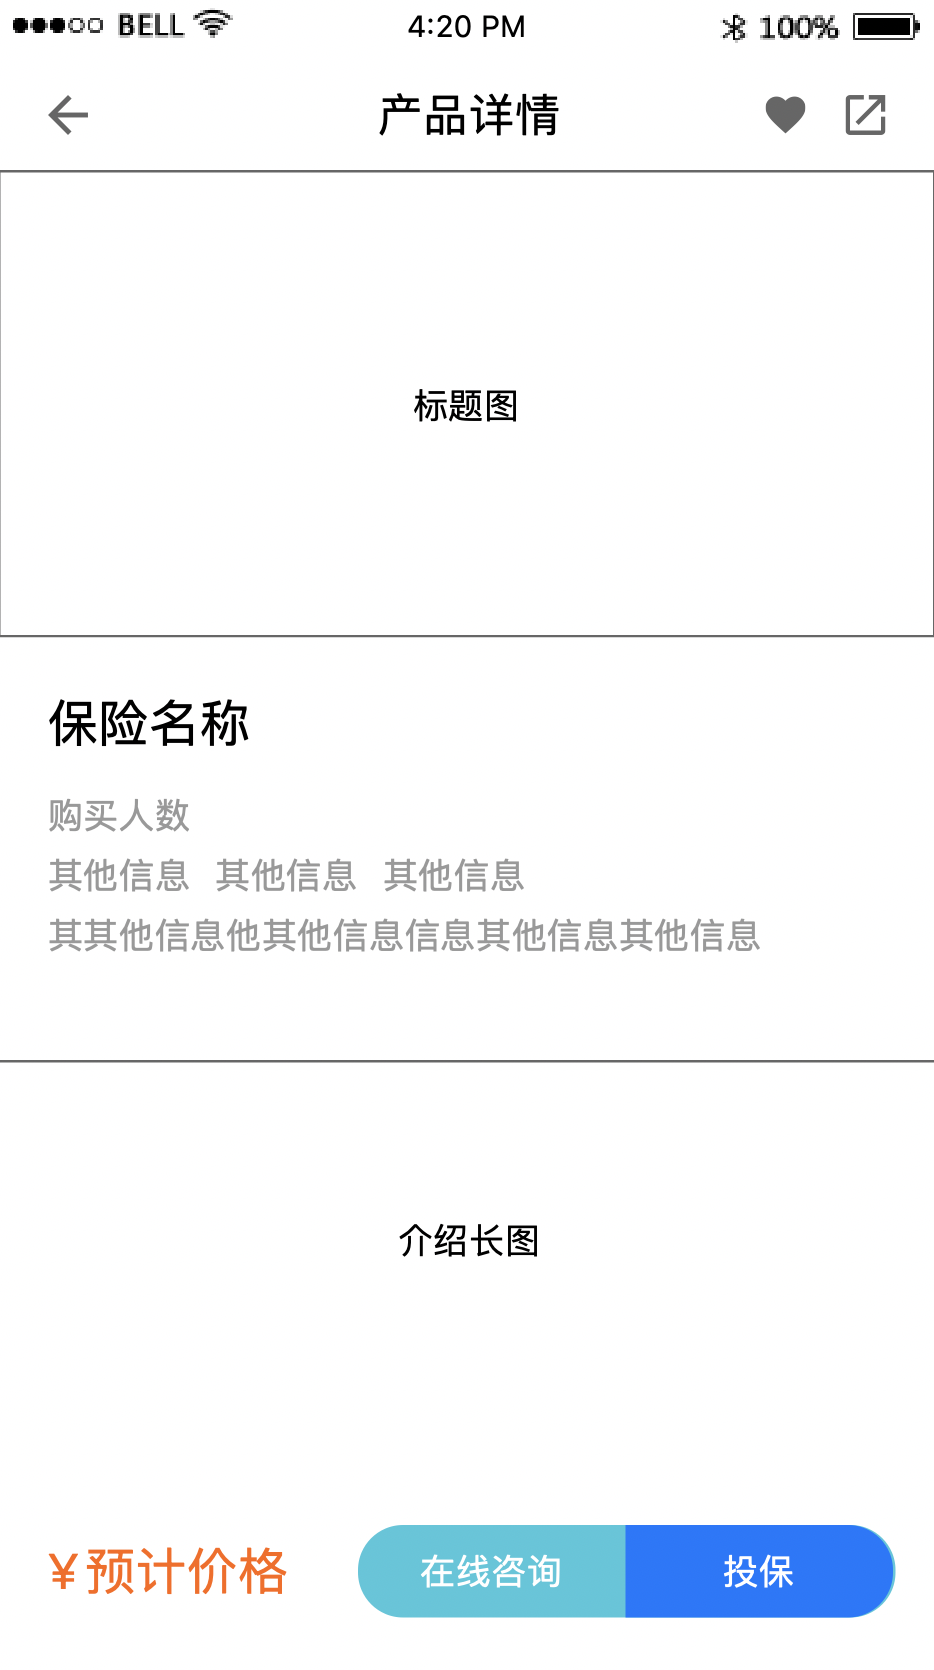 BELL 4:20 PM 100%
产品详情
标题图
保险名称
购买人数
其他信息 其他信息 其他信息
其其他信息他其他信息信息其他信息其他信息
介绍长图
¥预计价格 在线咨询 投保